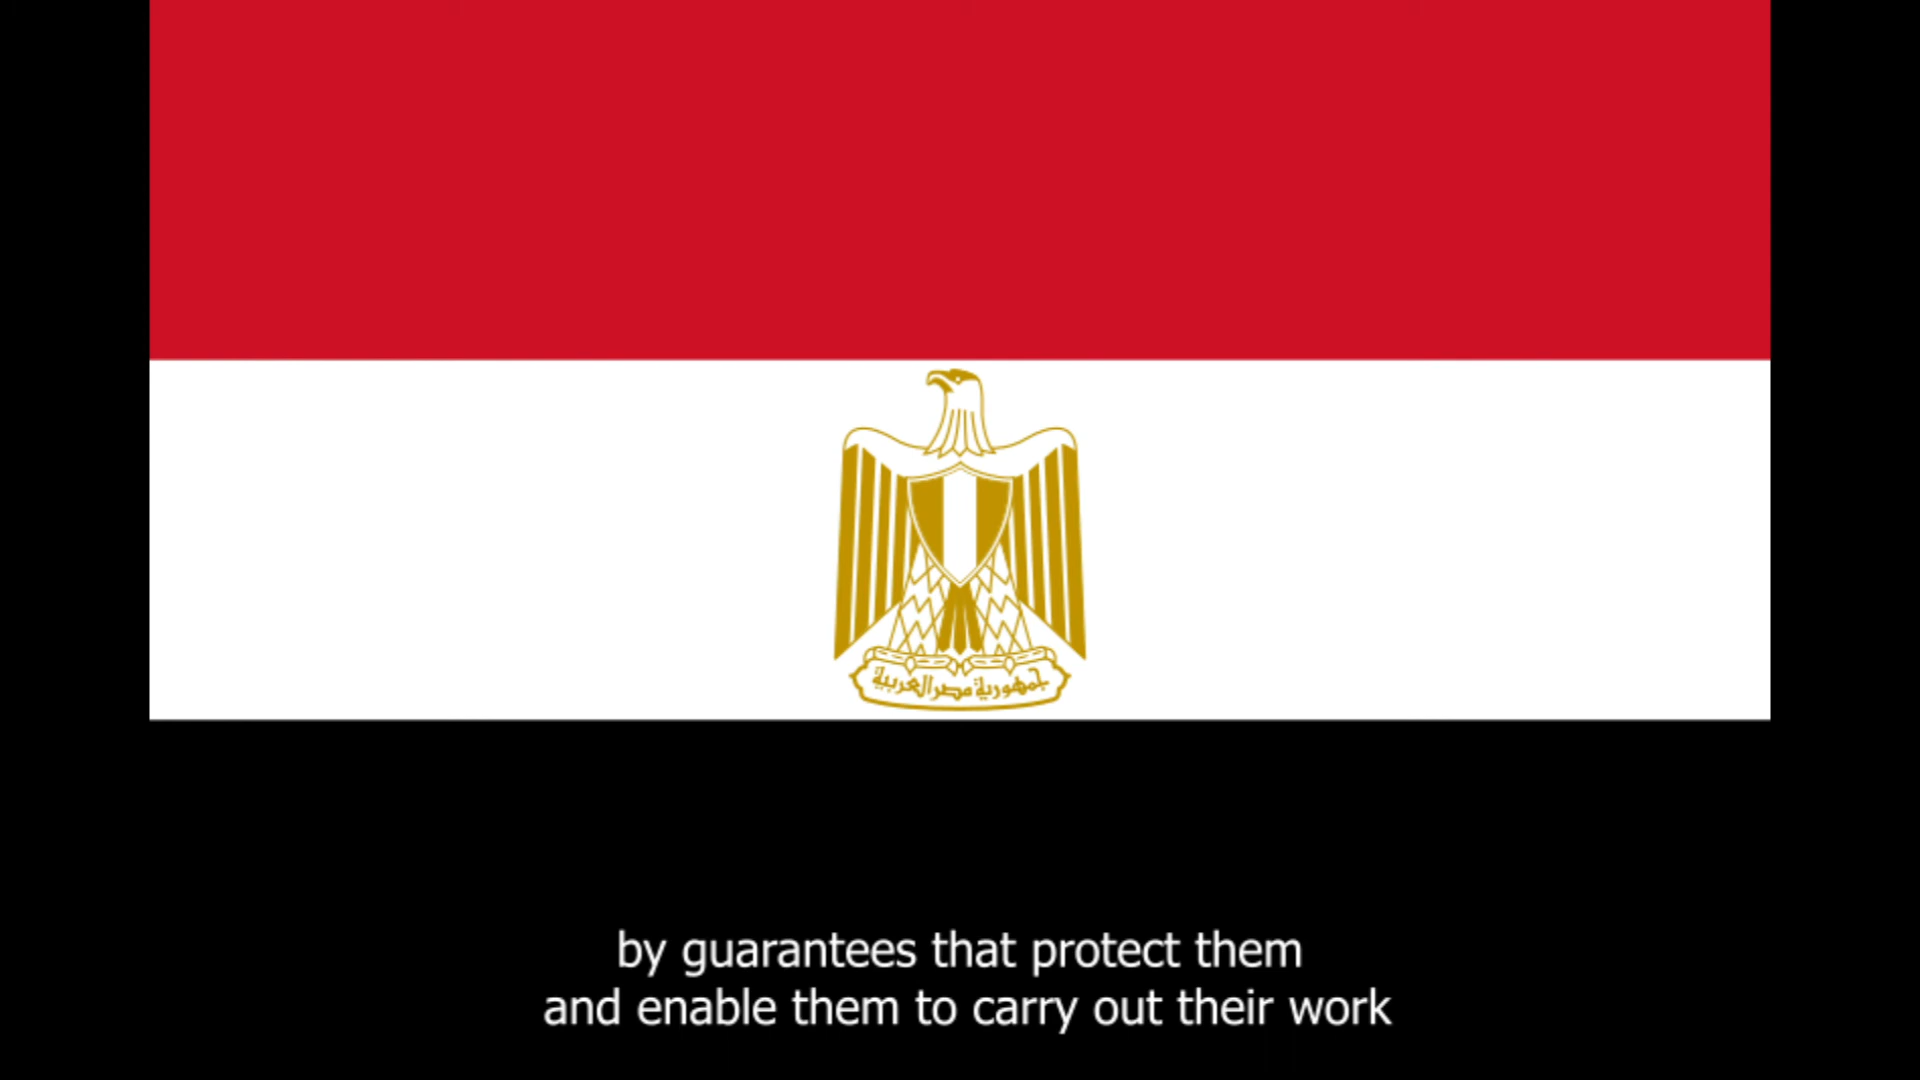 جمهورية مصر العربية
by guarantees that protect them
and enable them to carry out their work